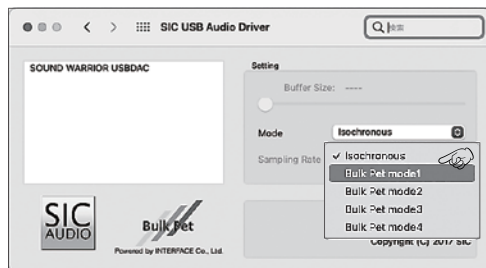 SIC USB Audio Driver
検索
SOUND WARRIOR USBDAC
Setting
Buffer Size: ----
Mode
Isochronous
Sampling Rate
✓ Isochronous
Bulk Pet mode1
Bulk Pet mode2
Bulk Pet mode3
Bulk Pet mode4
SIC
AUDIO
Bulk Pet
Powered by INTERFACE Co., Ltd.
Copyright (C) 2017 SIC